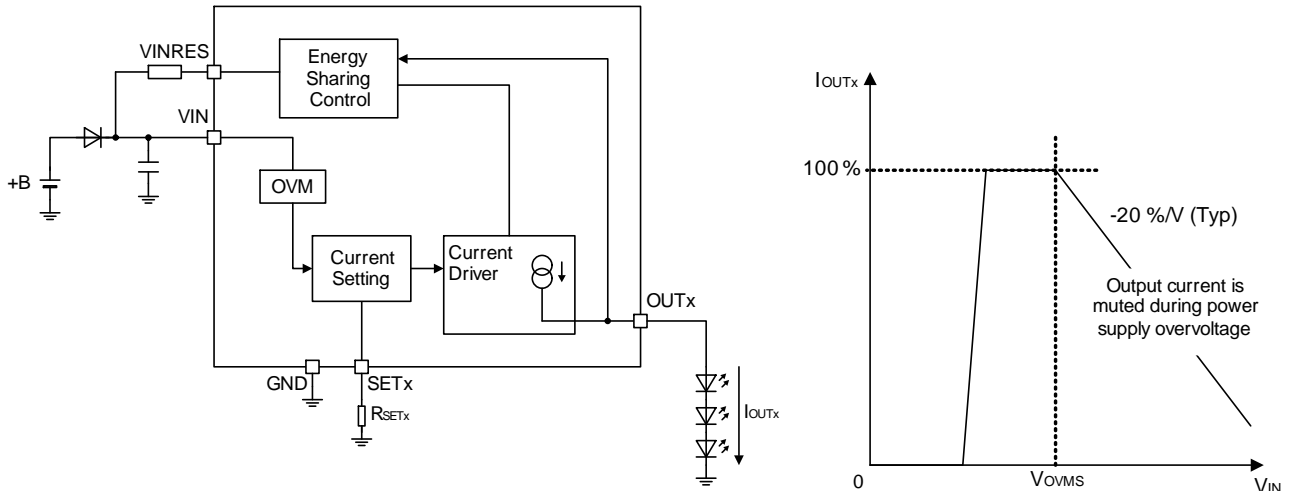 VINRES
Energy
Sharing
Control
VIN
+B
OVM
Current
Setting
Current
Driver
OUTx
GND
SETx
RSETx
IOUTx
IOUTx
100 %
-20 %/V (Typ)
Output current is
muted during power
supply overvoltage
0
VOVMS
VIN